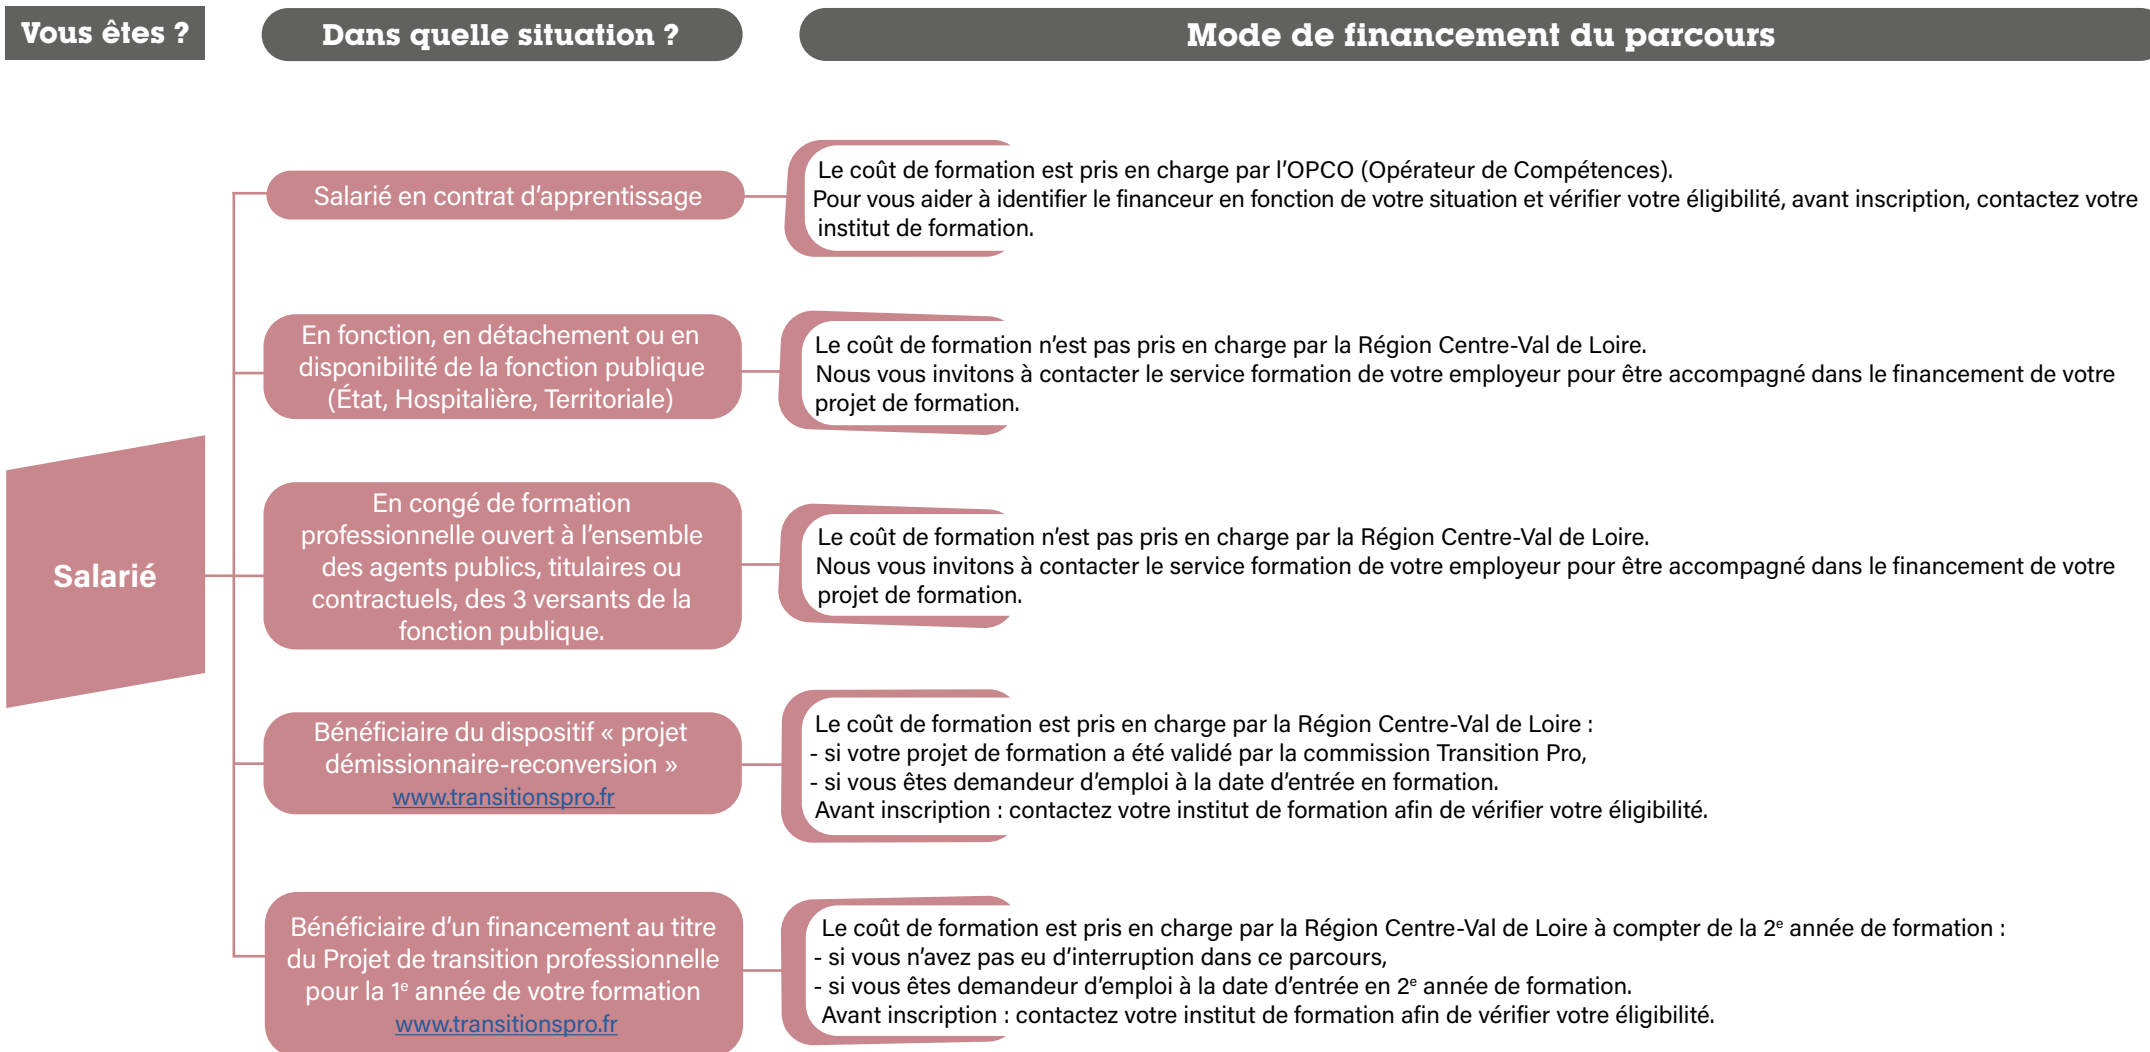 Vous êtes ?
Dans quelle situation ?
Mode de financement du parcours
Salarié
Salarié en contrat d'apprentissage
Le coût de formation est pris en charge par l'OPCO (Opérateur de Compétences).
Pour vous aider à identifier le financeur en fonction de votre situation et vérifier votre éligibilité, avant inscription, contactez votre
institut de formation.
En fonction, en détachement ou en
disponibilité de la fonction publique
(État, Hospitalière, Territoriale)
Le coût de formation n'est pas pris en charge par la Région Centre-Val de Loire.
Nous vous invitons à contacter le service formation de votre employeur pour être accompagné dans le financement de votre
projet de formation.
En congé de formation
professionnelle ouvert à l'ensemble
des agents publics, titulaires ou
contractuels, des 3 versants de la
fonction publique.
Le coût de formation n'est pas pris en charge par la Région Centre-Val de Loire.
Nous vous invitons à contacter le service formation de votre employeur pour être accompagné dans le financement de votre
projet de formation.
Bénéficiaire du dispositif « projet
démissionnaire-reconversion »
www.transitionspro.fr
Le coût de formation est pris en charge par la Région Centre-Val de Loire :
- si votre projet de formation a été validé par la commission Transition Pro,
- si vous êtes demandeur d'emploi à la date d'entrée en formation.
Avant inscription : contactez votre institut de formation afin de vérifier votre éligibilité.
Bénéficiaire d'un financement au titre
du Projet de transition professionnelle
pour la 1e année de votre formation
www.transitionspro.fr
Le coût de formation est pris en charge par la Région Centre-Val de Loire à compter de la 2e année de formation :
- si vous n'avez pas eu d'interruption dans ce parcours,
- si vous êtes demandeur d'emploi à la date d'entrée en 2e année de formation.
Avant inscription : contactez votre institut de formation afin de vérifier votre éligibilité.